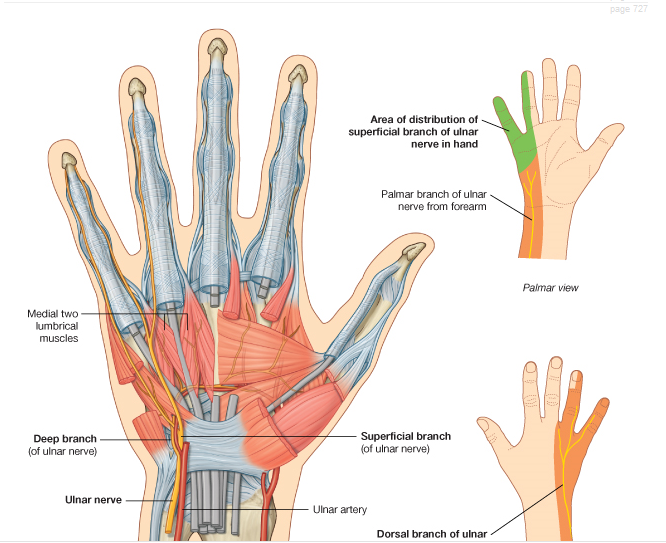 page 727
Area of distribution of
superficial branch of ulnar
nerve in hand
Palmar branch of ulnar
nerve from forearm
Palmar view
Medial two
lumbrical
muscles
Deep branch
(of ulnar nerve)
Superficial branch
(of ulnar nerve)
Ulnar nerve
Ulnar artery
Dorsal branch of ulnar